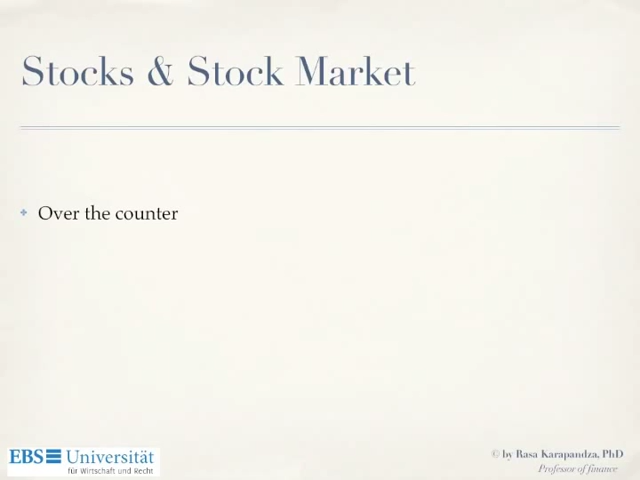 Stocks & Stock Market
Over the counter
EBS Universität
für Wirtschaft und Recht
© by Rasa Karapandza, PhD
Professor of finance